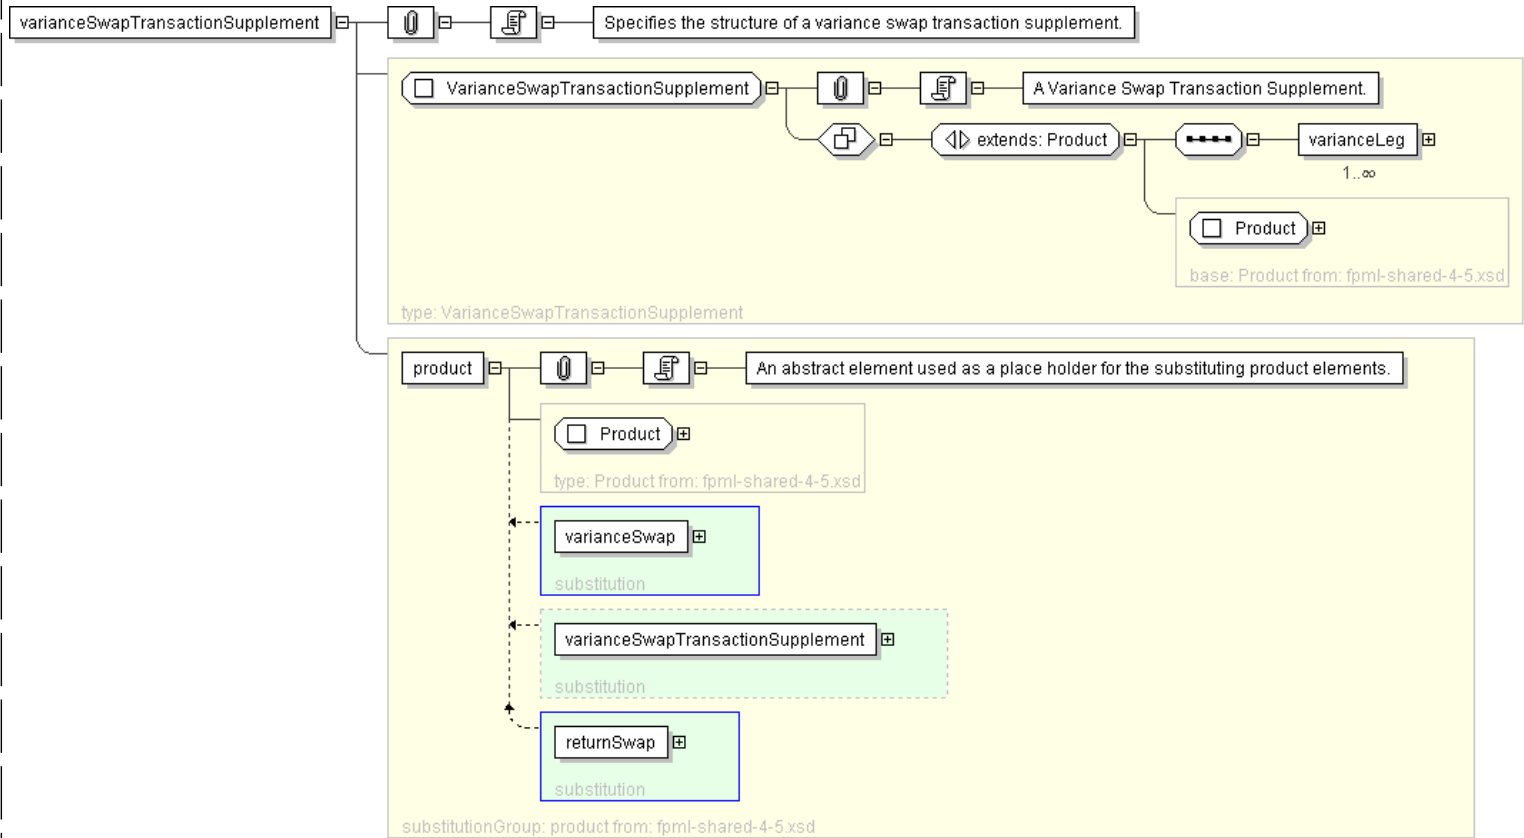 varianceSwapTransactionSupplement Specifies the structure of a variance swap transaction supplement.
VarianceSwapTransactionSupplement A Variance Swap Transaction Supplement.
extends: Product varianceLeg
1..∞
Product
base: Product from: fpml-shared-4-5.xsd
type: VarianceSwapTransactionSupplement
product An abstract element used as a place holder for the substituting product elements.
Product
type: Product from: fpml-shared-4-5.xsd
varianceSwap
substitution
varianceSwapTransactionSupplement
substitution
returnSwap
substitution
substitutionGroup: product from: fpml-shared-4-5.xsd